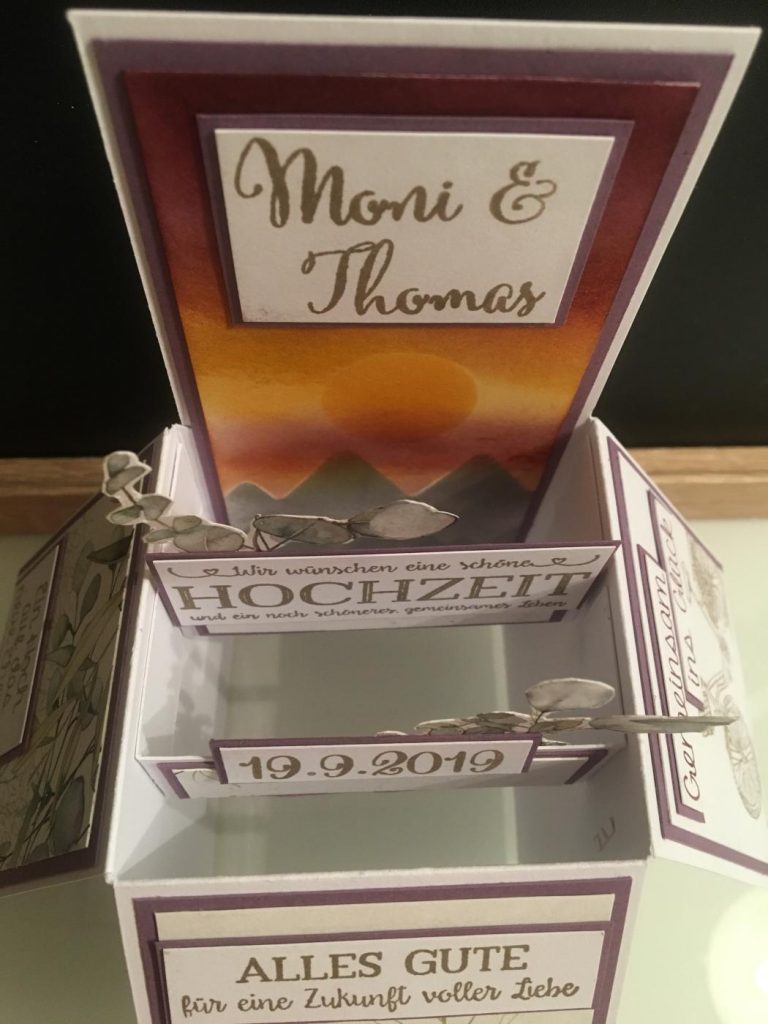 Moni &
Thomas
Wir wünschen eine schöne
HOCHZEIT
und ein noch schöneres, gemeinsames Leben
19.9.2019
Gemeinsam
ins Glück
ALLES GUTE
für eine Zukunft voller Liebe